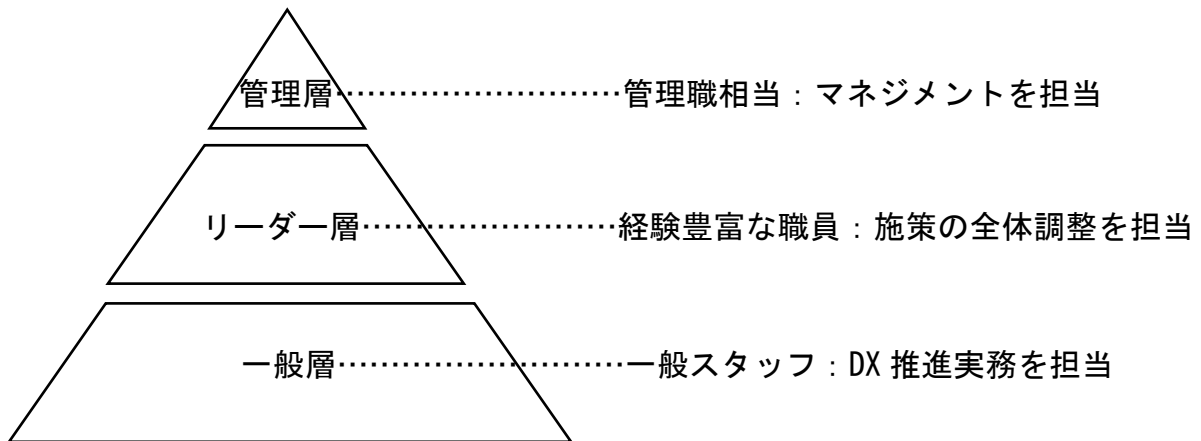 管理層……………………管理職相当：マネジメントを担当
リーダー層…………………経験豊富な職員：施策の全体調整を担当
一般層……………………一般スタッフ：DX 推進実務を担当